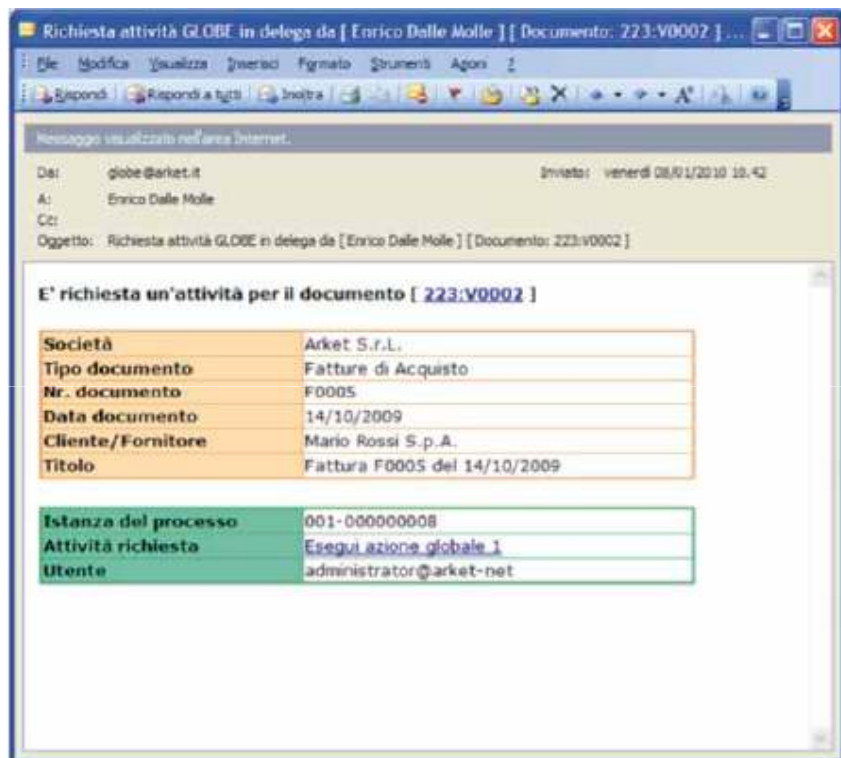 Richiesta attività GLOBE in delega da [ Enrico Dalle Molle ] [ Documento: 223:V0002 ] ...
File Modifica Visualizza Inserisci Formato Strumenti Azioni ?
Rispondi Rispondi a tutti Inoltra
Messaggio visualizzato nell'area Internet.
Da: globe@arket.it Inviato: venerdì 08/01/2010 10.42
A: Enrico Dalle Molle
Cc:
Oggetto: Richiesta attività GLOBE in delega da [ Enrico Dalle Molle ] [ Documento: 223:V0002 ]
E' richiesta un'attività per il documento [ 223:V0002 ]
Società Arket S.r.L.
Tipo documento Fatture di Acquisto
Nr. documento F0005
Data documento 14/10/2009
Cliente/Fornitore Mario Rossi S.p.A.
Titolo Fattura F0005 del 14/10/2009
Istanza del processo 001-000000008
Attività richiesta Esegui azione globale 1
Utente administrator@arket-net